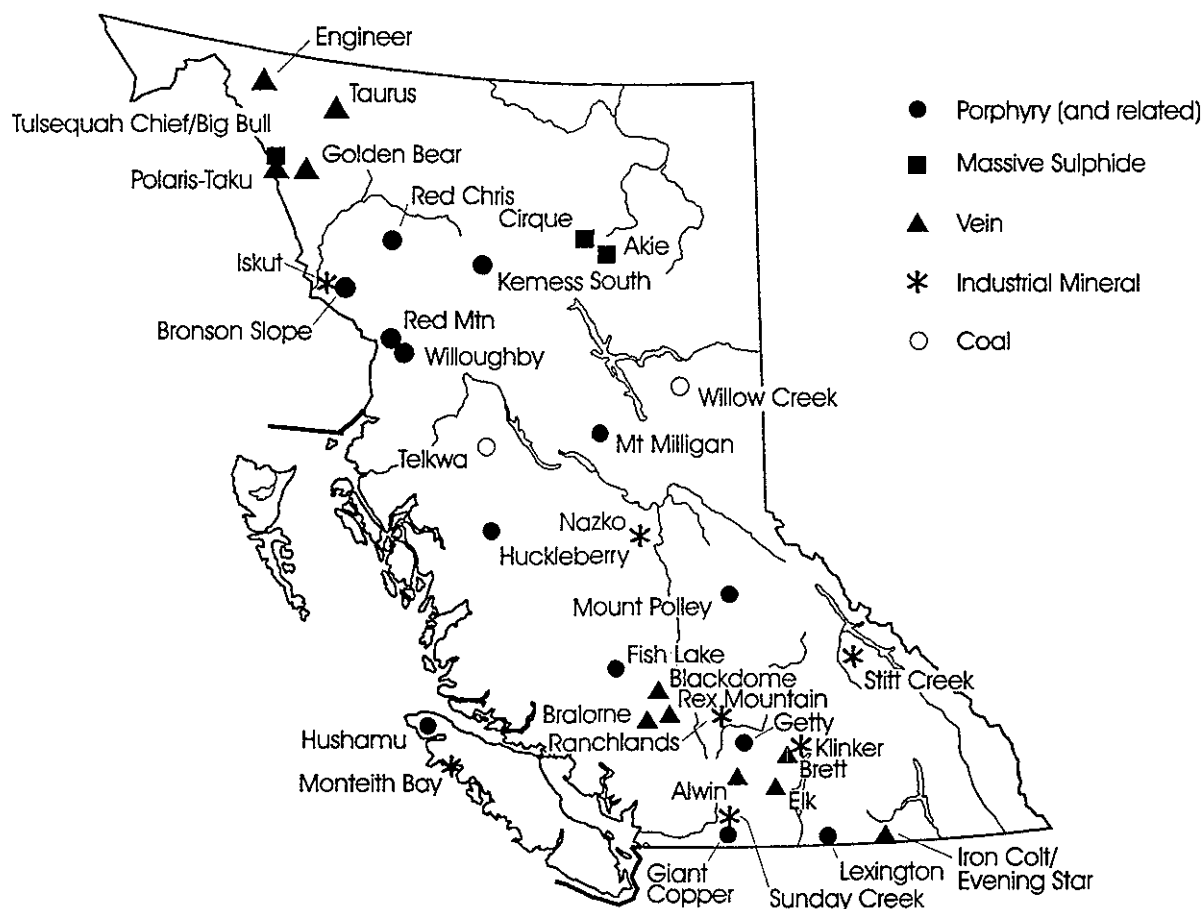 Engineer
Taurus
Tulsequah Chief/Big Bull
Golden Bear
Polaris-Taku
Red Chris
Cirque
Akie
Iskut
Kemess South
Bronson Slope
Red Mtn
Willoughby
Willow Creek
Telkwa
Mt Milligan
Nazko
Huckleberry
Mount Polley
Fish Lake
Stitt Creek
Blackdome
Rex Mountain
Bralorne
Ranchlands
Getty
Hushamu
Klinker
Brett
Monteith Bay
Alwin
Elk
Giant
Copper
Sunday Creek
Lexington
Iron Colt/
Evening Star
Porphyry (and related)
Massive Sulphide
Vein
Industrial Mineral
Coal